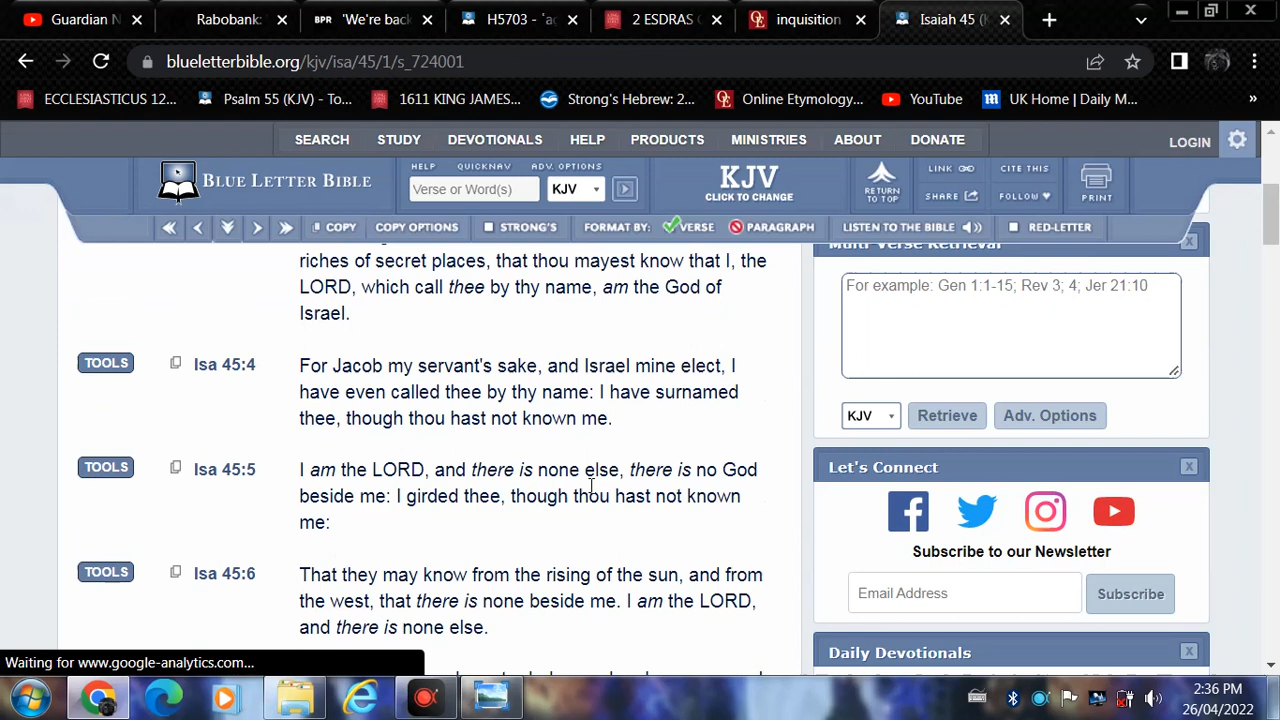 Guardian N
Rabobank:
BPR 'We're back
H5703 - 'a
2 ESDRAS
OE inquisition
Isaiah 45 (
blueletterbible.org/kjv/isa/45/1/s_724001
ECCLESIASTICUS 12...
Psalm 55 (KJV) - To...
1611 KING JAMES...
Strong's Hebrew: 2...
OE Online Etymology...
YouTube
m UK Home | Daily M...
»
SEARCH STUDY DEVOTIONALS HELP PRODUCTS MINISTRIES ABOUT DONATE
LOGIN
BLUE LETTER BIBLE
HELP QUICKNAV ADV. OPTIONS
Verse or Word(s) KJV
KJV
CLICK TO CHANGE
RETURN
TO TOP
LINK CITE THIS
SHARE FOLLOW
PRINT
COPY COPY OPTIONS STRONG'S FORMAT BY: VERSE PARAGRAPH LISTEN TO THE BIBLE RED-LETTER
riches of secret places, that thou mayest know that I, the
LORD, which call thee by thy name, am the God of
Israel.
TOOLS Isa 45:4 For Jacob my servant's sake, and Israel mine elect, I
have even called thee by thy name: I have surnamed
thee, though thou hast not known me.
TOOLS Isa 45:5 I am the LORD, and there is none else, there is no God
beside me: I girded thee, though thou hast not known
me:
TOOLS Isa 45:6 That they may know from the rising of the sun, and from
the west, that there is none beside me. I am the LORD,
and there is none else.
Multi-Verse Retrieval
For example: Gen 1:1-15; Rev 3; 4; Jer 21:10
KJV Retrieve Adv. Options
Let's Connect
Subscribe to our Newsletter
Email Address Subscribe
Daily Devotionals
Waiting for www.google-analytics.com...
2:36 PM
26/04/2022